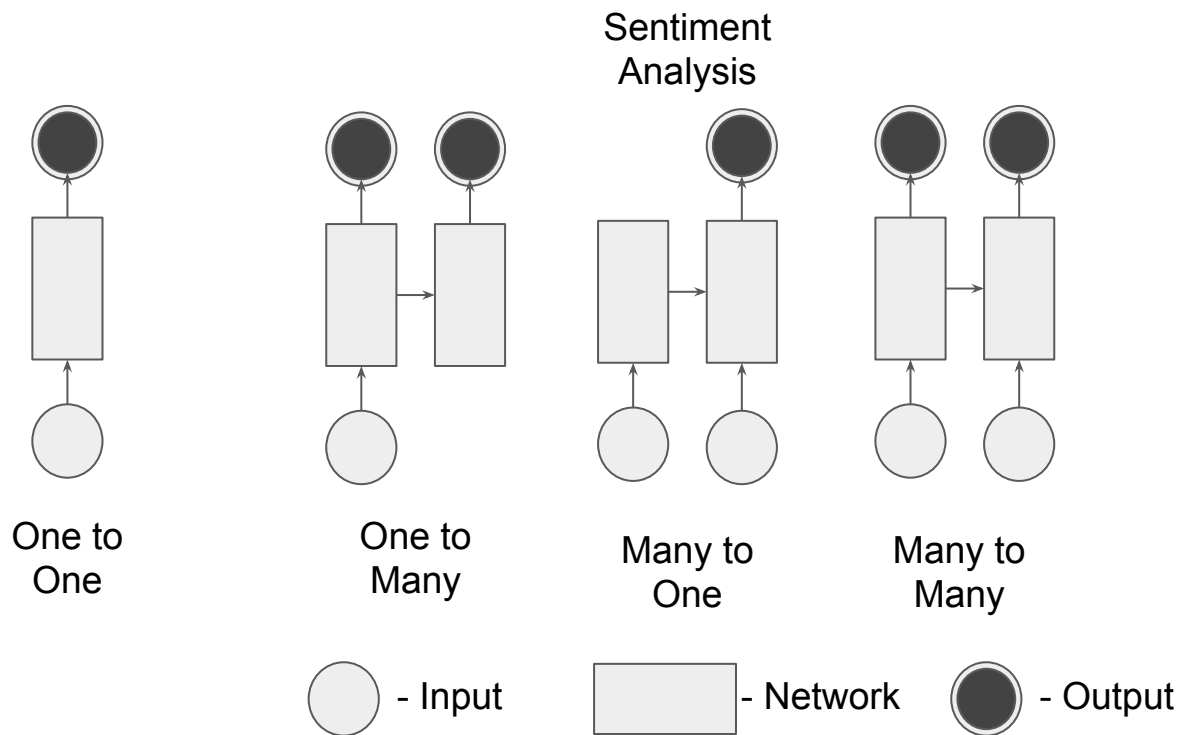 Sentiment
Analysis
One to
One
One to
Many
Many to
One
Many to
Many
- Input
- Network
- Output